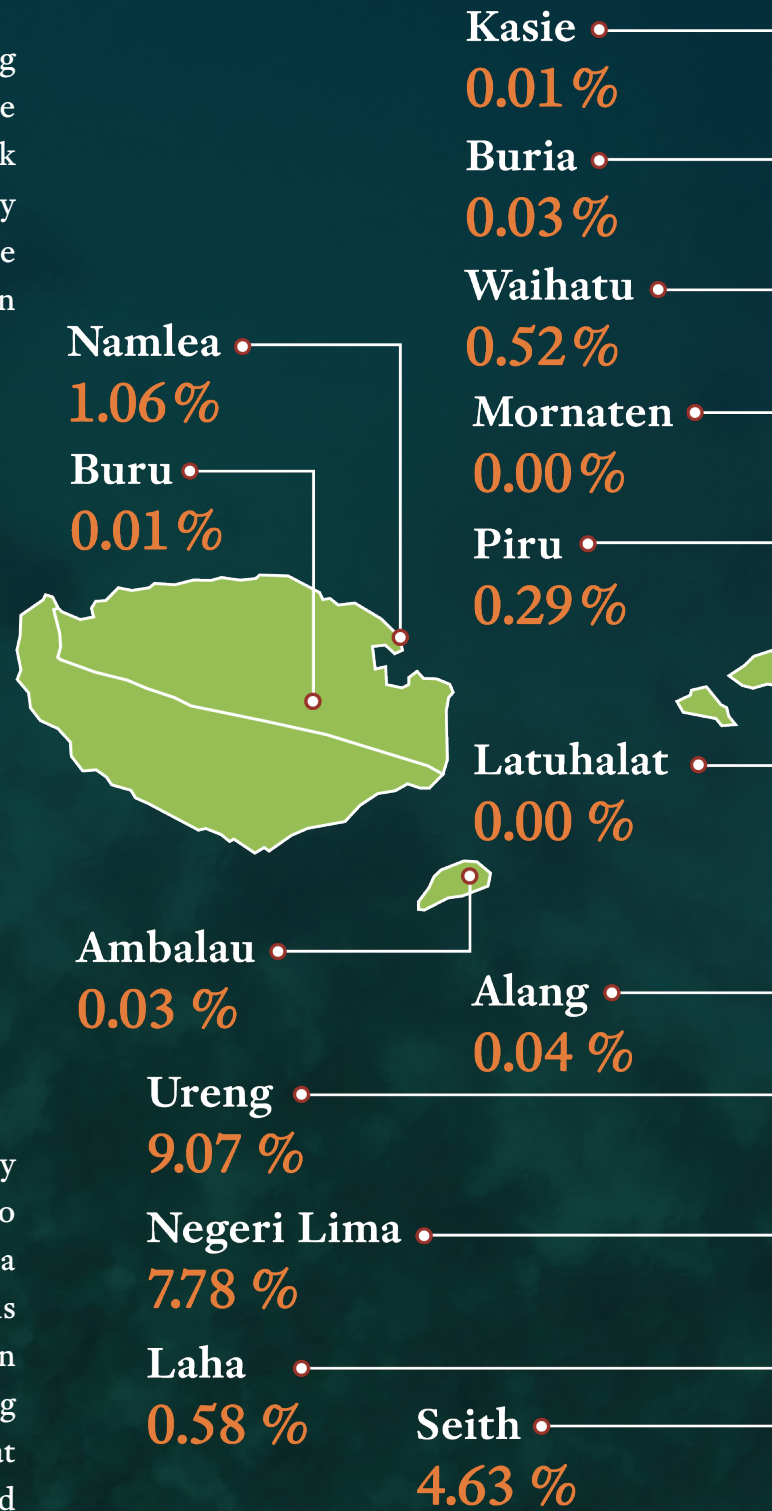 Kasie
0.01 %
Buria
0.03 %
Waihatu
0.52 %
Namlea
1.06 %
Mornaten
0.00 %
Buru
0.01 %
Piru
0.29 %
Latuhalat
0.00 %
Ambalau
0.03 %
Alang
0.04 %
Ureng
9.07 %
Negeri Lima
7.78 %
Laha
0.58 %
Seith
4.63 %